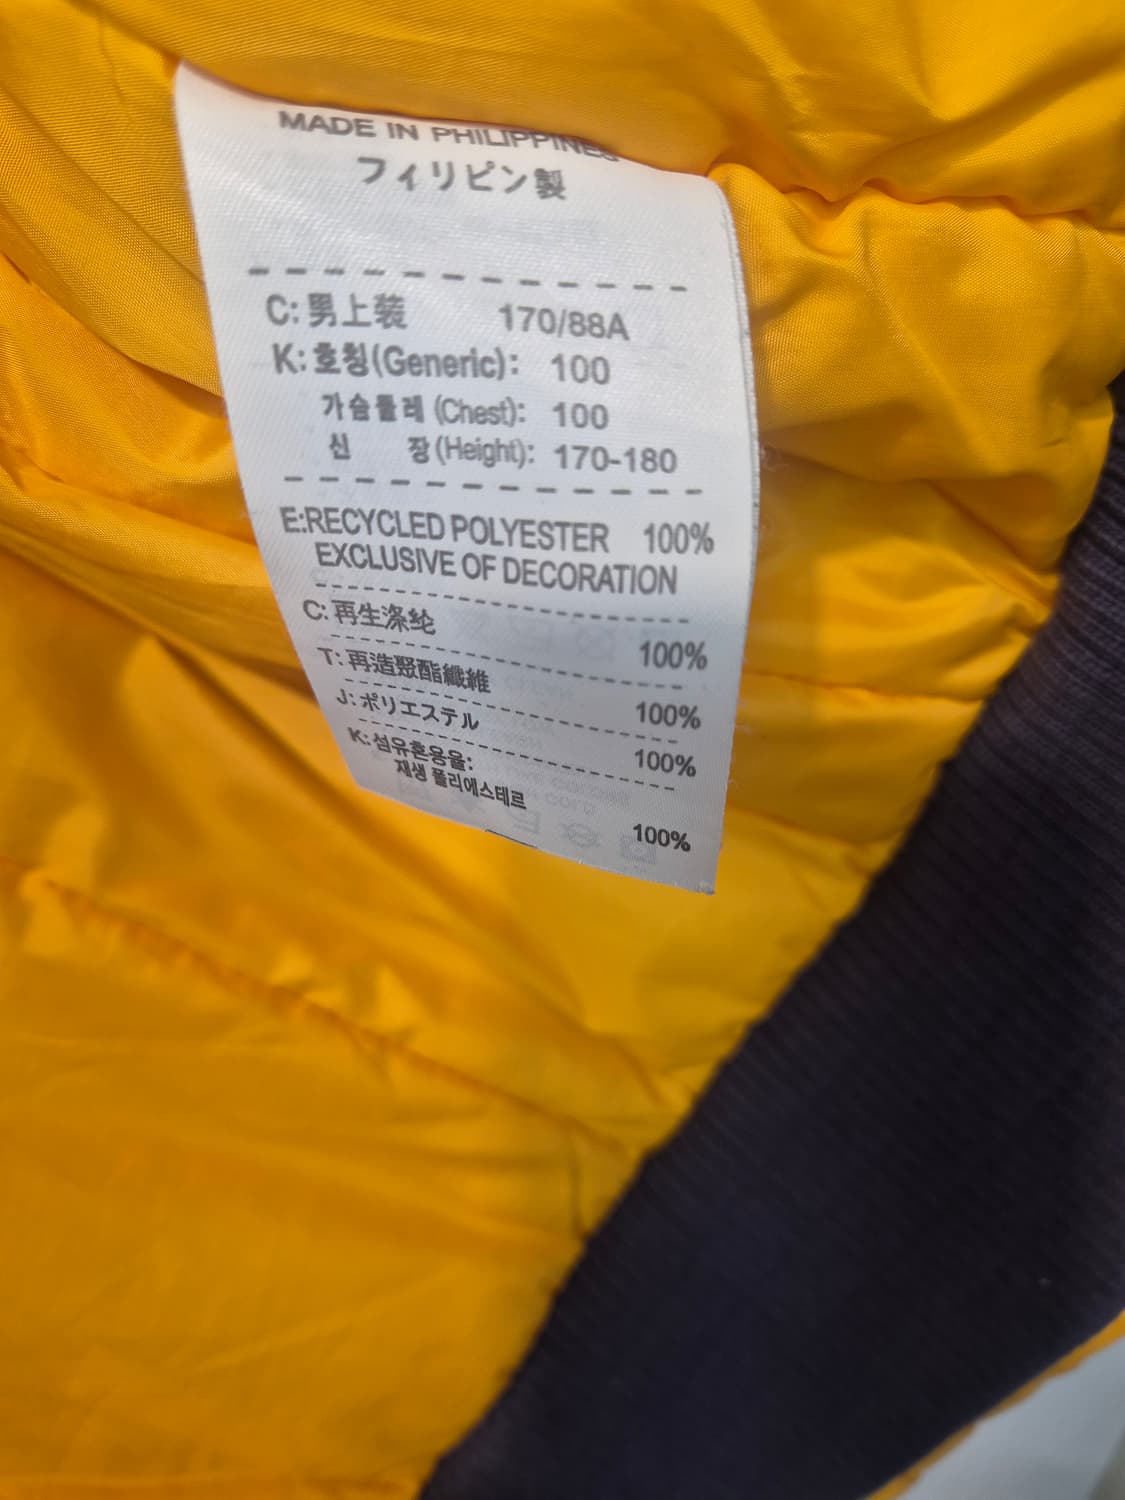 MADE IN PHILIPPINES
フィリピン製
C: 男上装 170/88A
K: 호칭(Generic): 100
가슴둘레 (Chest): 100
신 장(Height): 170-180
E:RECYCLED POLYESTER 100%
EXCLUSIVE OF DECORATION
C: 再生涤纶 100%
T: 再造聚酯纖維 100%
J: ポリエステル 100%
K: 섬유혼용율:
재생 폴리에스테르 100%